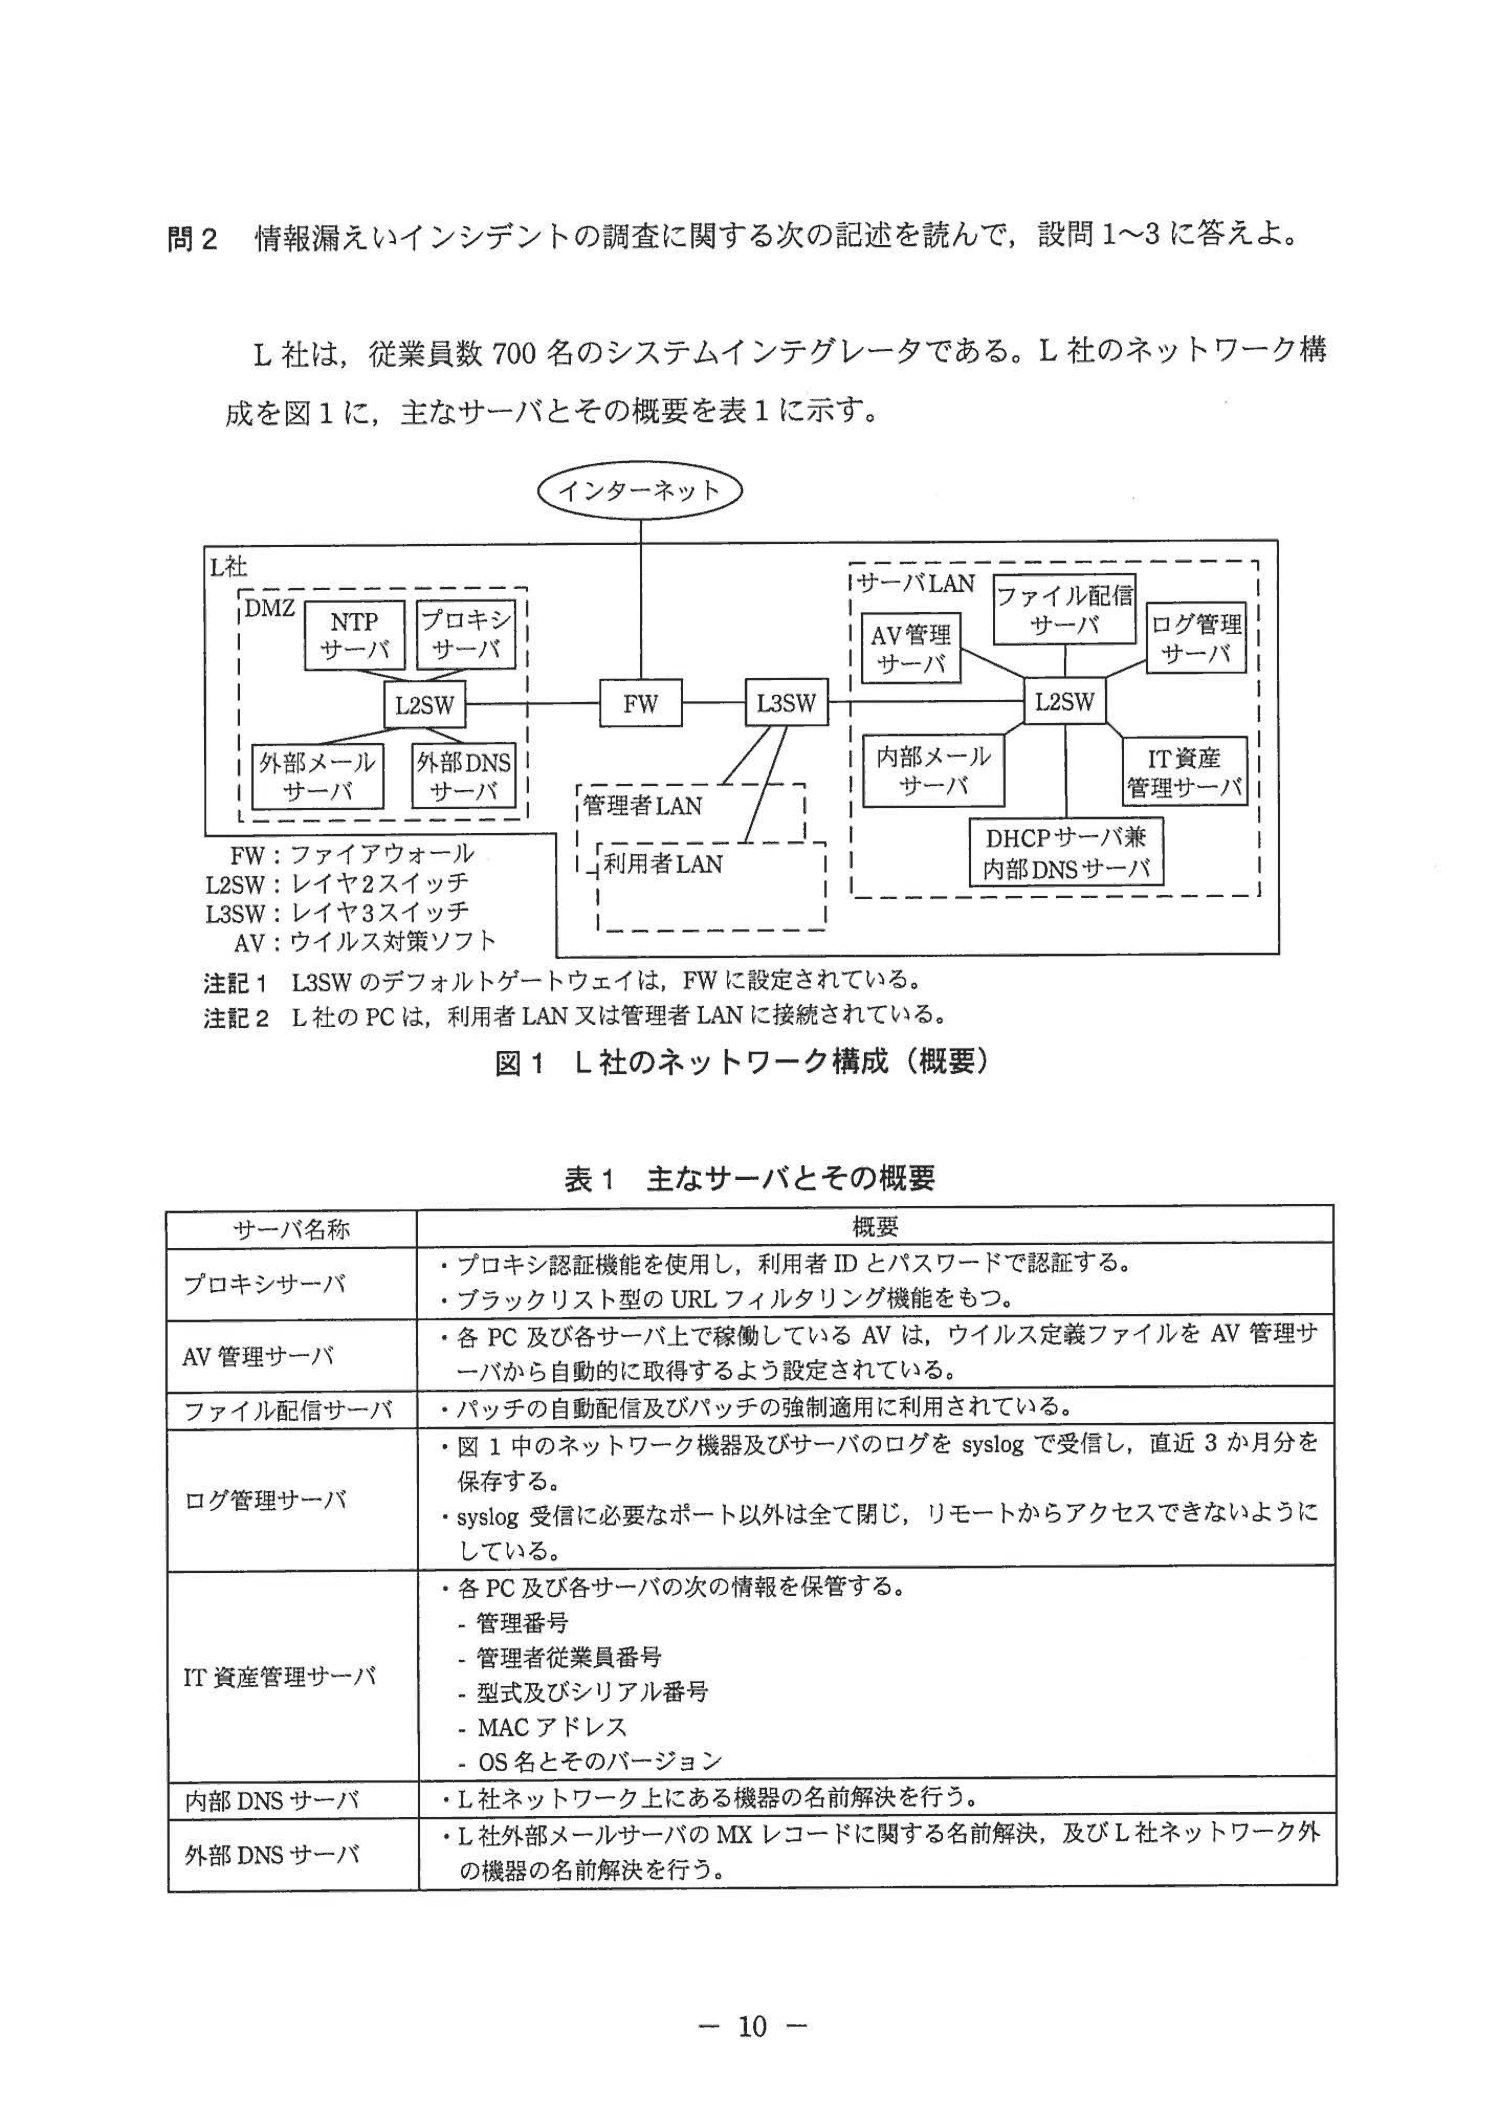 問2 情報漏えいインシデントの調査に関する次の記述を読んで，設問1～3に答えよ。
L社は，従業員数700名のシステムインテグレータである。L社のネットワーク構
成を図1に，主なサーバとその概要を表1に示す。
インターネット
L社
DMZ
NTP
サーバ
プロキシ
サーバ
L2SW
外部メール
サーバ
外部DNS
サーバ
FW
L3SW
管理者LAN
利用者LAN
サーバLAN
AV管理
サーバ
ファイル配信
サーバ
ログ管理
サーバ
L2SW
内部メール
サーバ
IT資産
管理サーバ
DHCPサーバ兼
内部DNSサーバ
FW：ファイアウォール
L2SW：レイヤ2スイッチ
L3SW：レイヤ3スイッチ
AV：ウイルス対策ソフト
注記1 L3SWのデフォルトゲートウェイは，FWに設定されている。
注記2 L社のPCは，利用者LAN又は管理者LANに接続されている。
図1 L社のネットワーク構成（概要）
表1 主なサーバとその概要
サーバ名称 概要
プロキシサーバ
・プロキシ認証機能を使用し，利用者IDとパスワードで認証する。
・ブラックリスト型のURLフィルタリング機能をもつ。
AV管理サーバ
・各PC及び各サーバ上で稼働しているAVは，ウイルス定義ファイルをAV管理サ
ーバから自動的に取得するよう設定されている。
ファイル配信サーバ ・パッチの自動配信及びパッチの強制適用に利用されている。
ログ管理サーバ
・図1中のネットワーク機器及びサーバのログをsyslogで受信し，直近3か月分を
保存する。
・syslog受信に必要なポート以外は全て閉じ，リモートからアクセスできないように
している。
IT資産管理サーバ
・各PC及び各サーバの次の情報を保管する。
- 管理番号
- 管理者従業員番号
- 型式及びシリアル番号
- MACアドレス
- OS名とそのバージョン
内部DNSサーバ ・L社ネットワーク上にある機器の名前解決を行う。
外部DNSサーバ
・L社外部メールサーバのMXレコードに関する名前解決，及びL社ネットワーク外
の機器の名前解決を行う。
－ 10 －